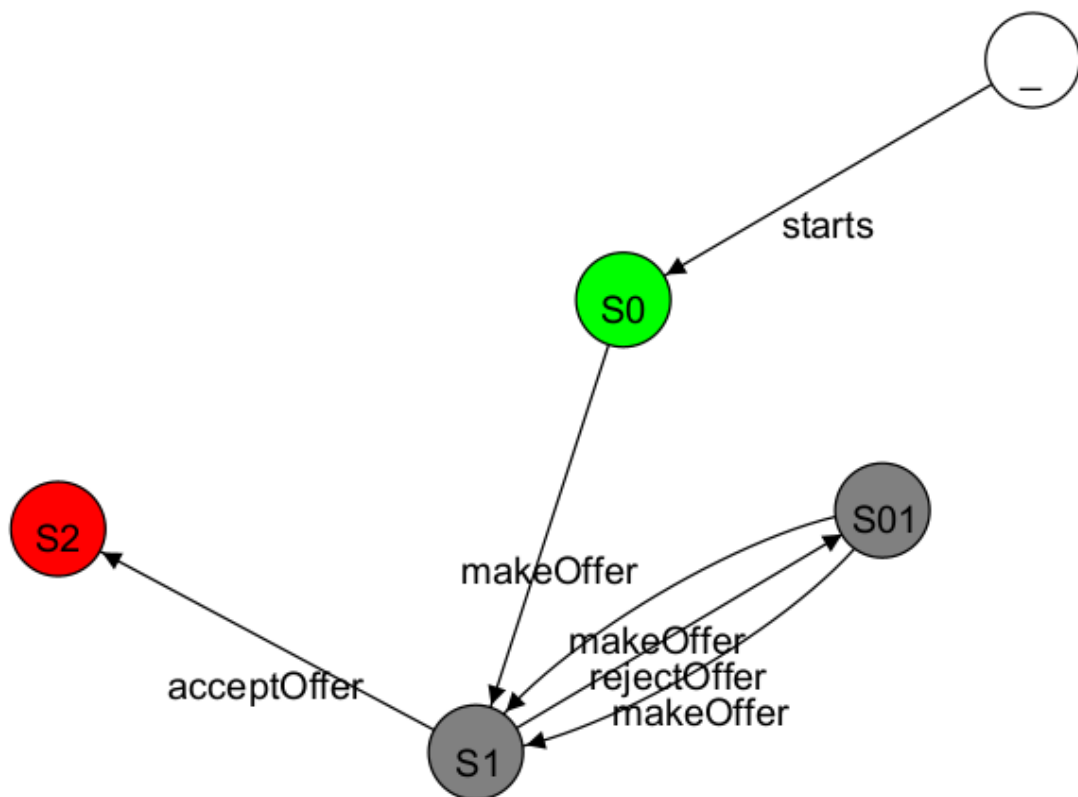 _
starts
S0
S01
S2
makeOffer
makeOffer
rejectOffer
makeOffer
acceptOffer
S1